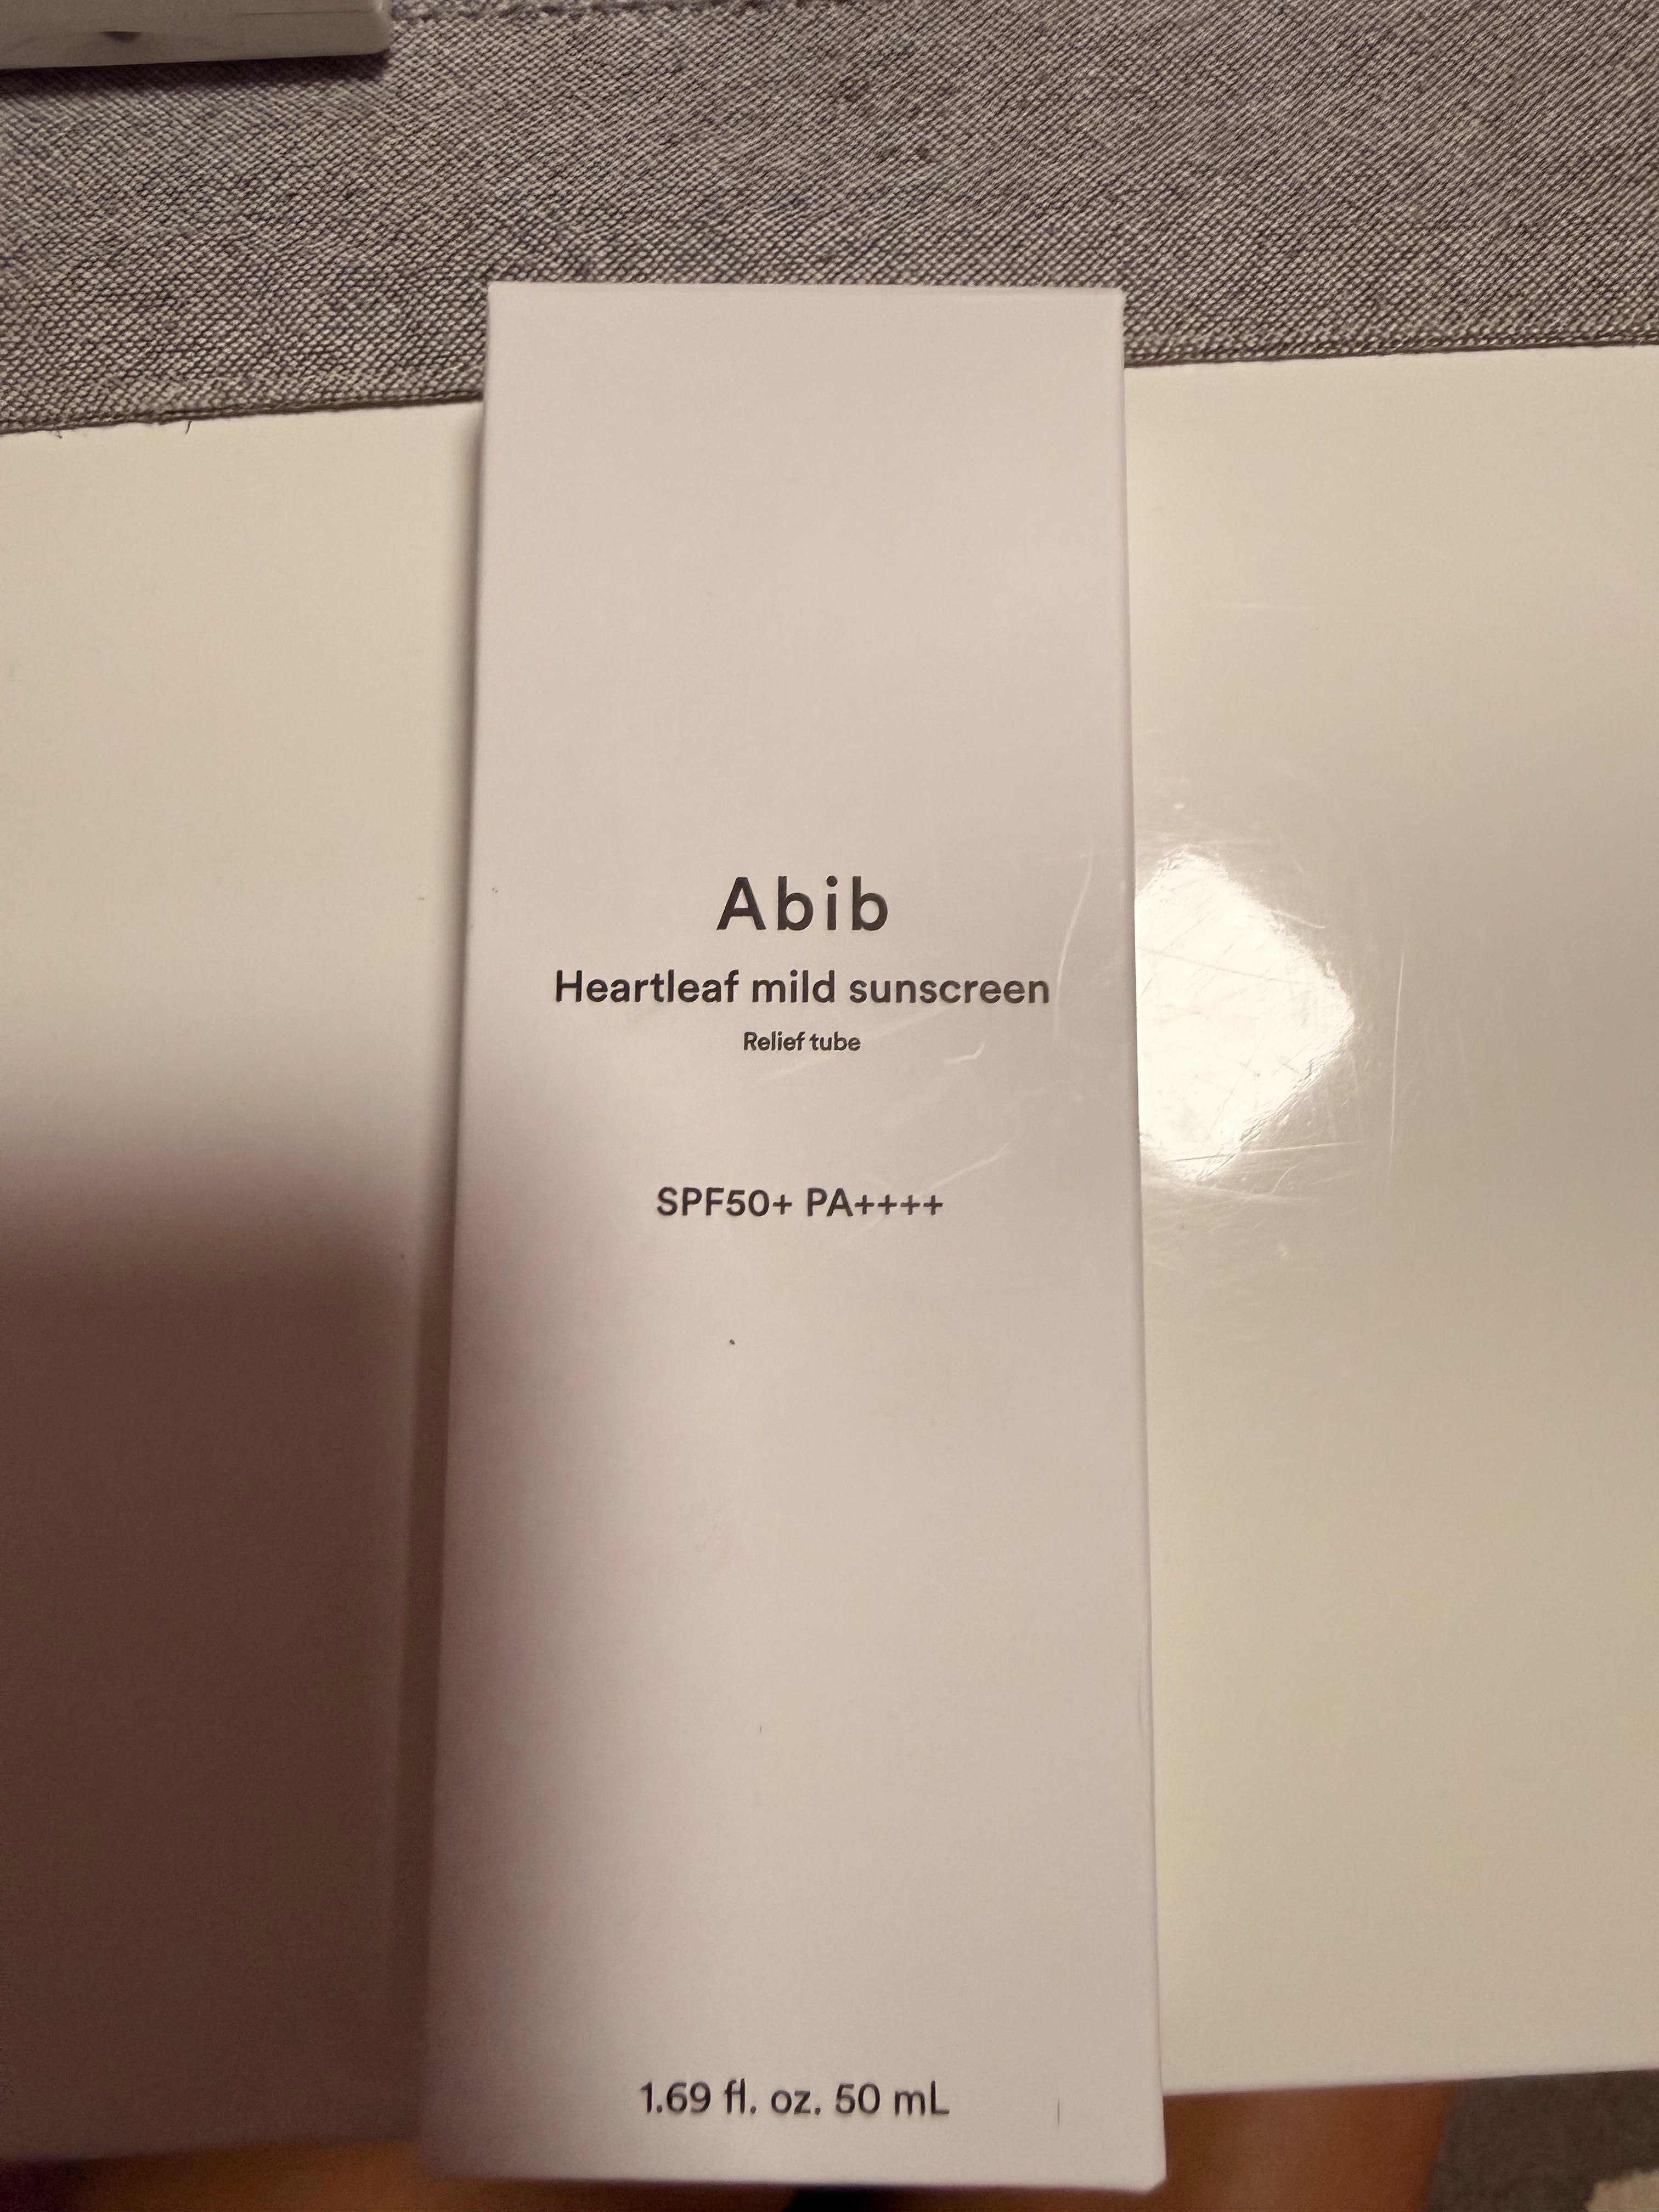 Abib
Heartleaf mild sunscreen
Relief tube
SPF50+ PA++++
1.69 fl. oz. 50 mL